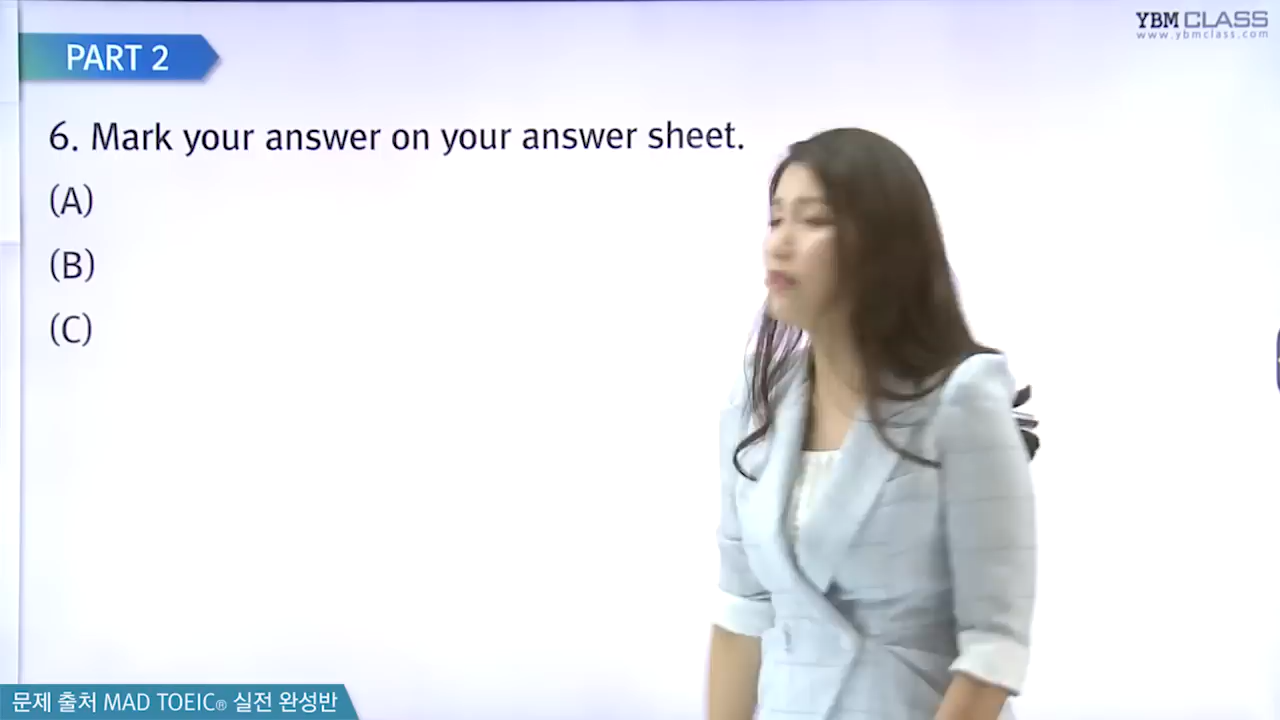 YBM CLASS
www.ybmclass.com
PART 2
6. Mark your answer on your answer sheet.
(A)
(B)
(C)
문제 출처 MAD TOEIC® 실전 완성반